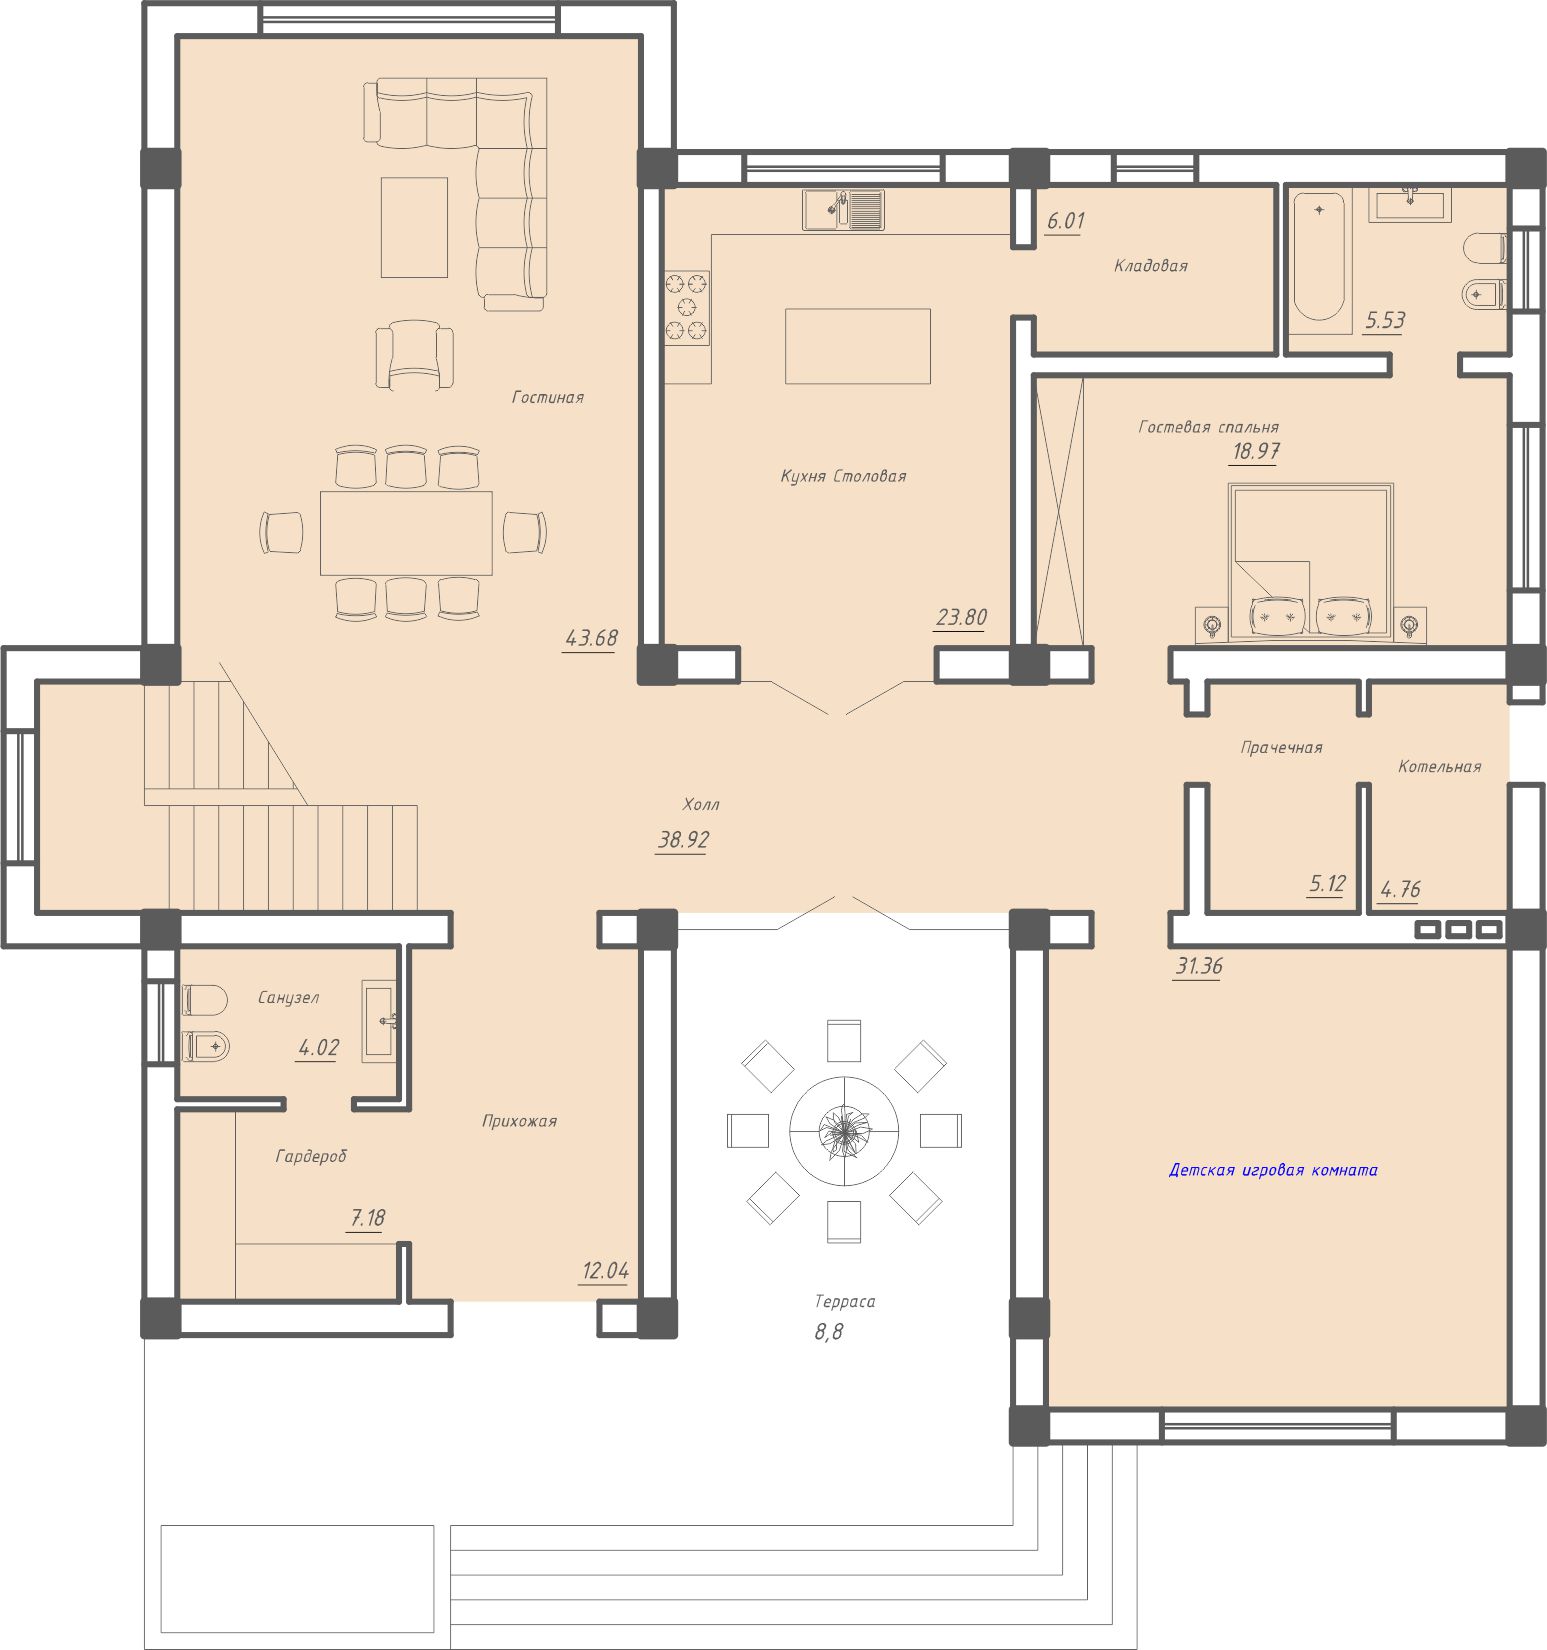 6.01
Кладовая
5.53
Гостиная
Гостевая спальня
18.97
Кухня Столовая
23.80
43.68
Прачечная
Котельная
Холл
38.92
5.12
4.76
31.36
Санузел
4.02
Прихожая
Гардероб
Детская игровая комната
7.18
12.04
Терраса
8,8